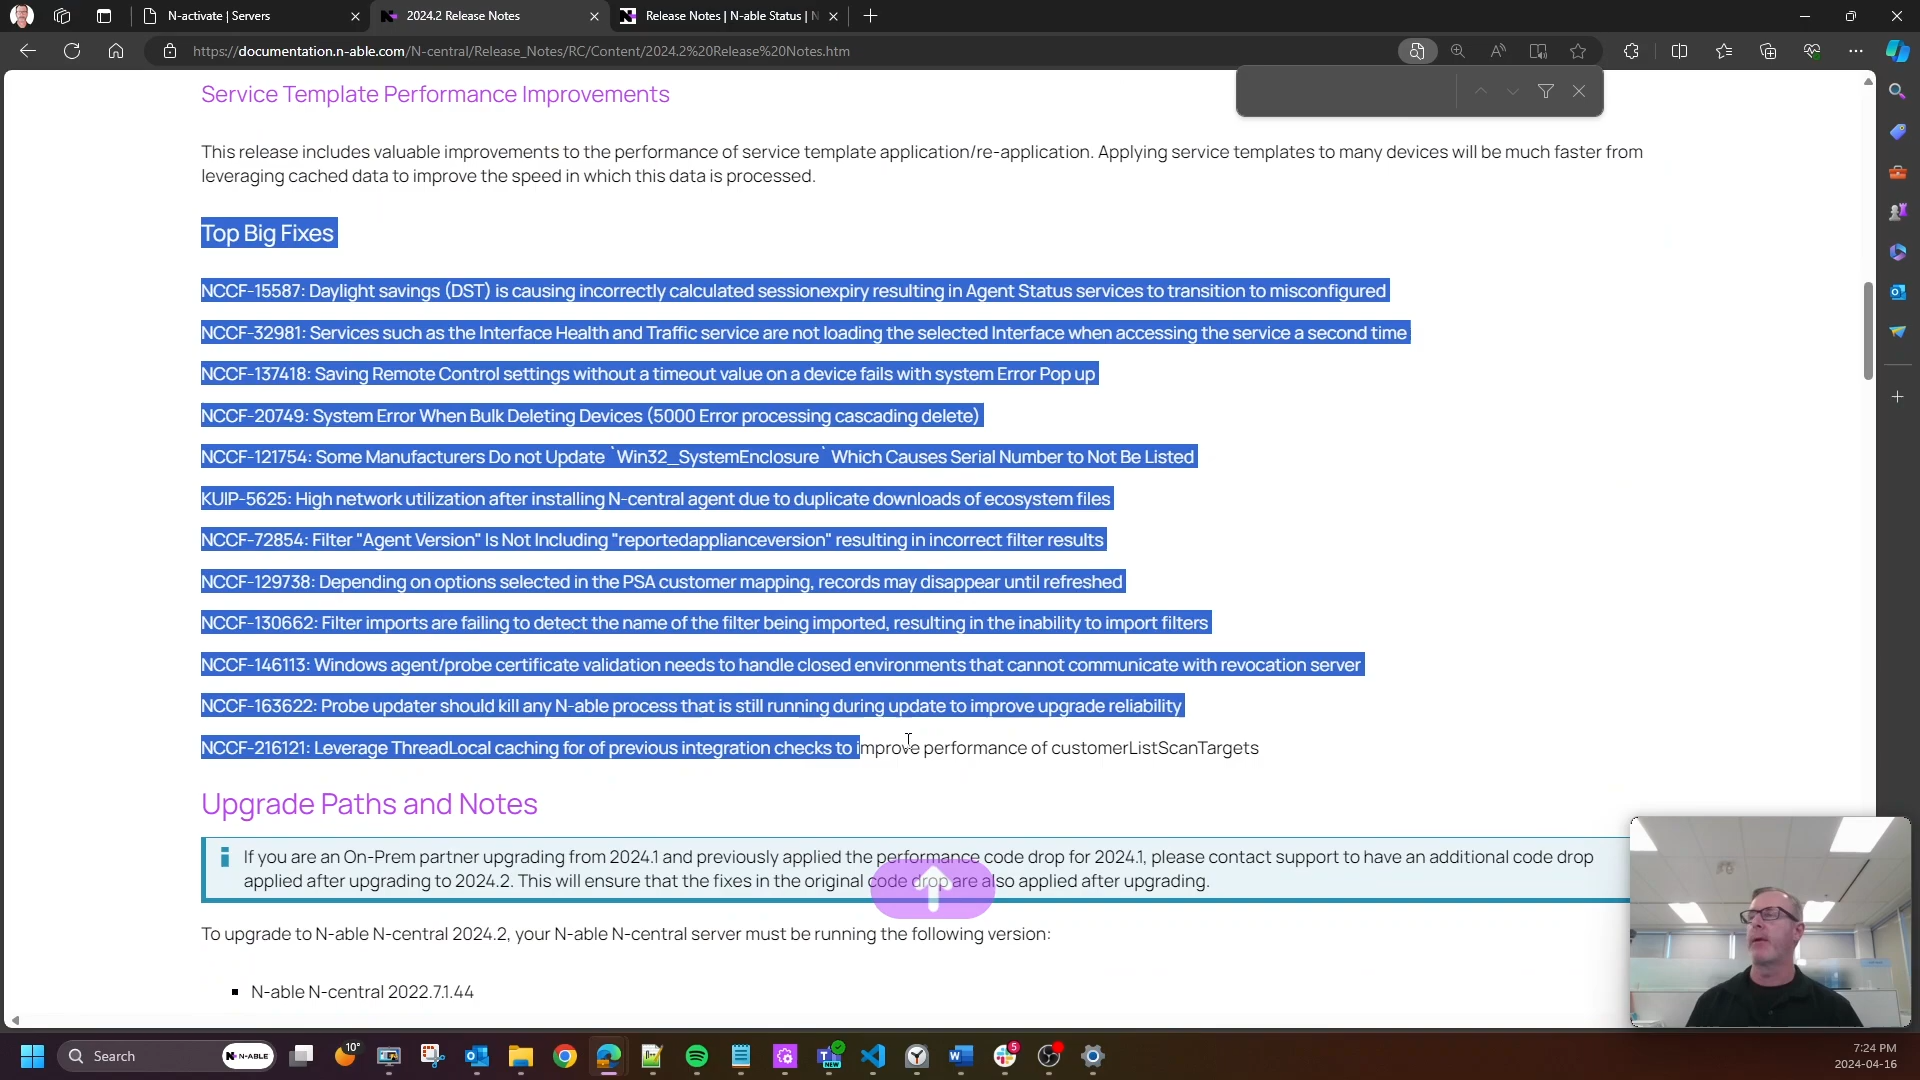 N-activate | Servers
2024.2 Release Notes
Release Notes | N-able Status | N
https://documentation.n-able.com/N-central/Release_Notes/RC/Content/2024.2%20Release%20Notes.htm
Service Template Performance Improvements
This release includes valuable improvements to the performance of service template application/re-application. Applying service templates to many devices will be much faster from
leveraging cached data to improve the speed in which this data is processed.
Top Big Fixes
NCCF-15587: Daylight savings (DST) is causing incorrectly calculated sessionexpiry resulting in Agent Status services to transition to misconfigured
NCCF-32981: Services such as the Interface Health and Traffic service are not loading the selected Interface when accessing the service a second time
NCCF-137418: Saving Remote Control settings without a timeout value on a device fails with system Error Pop up
NCCF-20749: System Error When Bulk Deleting Devices (5000 Error processing cascading delete)
NCCF-121754: Some Manufacturers Do not Update `Win32_SystemEnclosure` Which Causes Serial Number to Not Be Listed
KUIP-5625: High network utilization after installing N-central agent due to duplicate downloads of ecosystem files
NCCF-72854: Filter "Agent Version" Is Not Including "reportedapplianceversion" resulting in incorrect filter results
NCCF-129738: Depending on options selected in the PSA customer mapping, records may disappear until refreshed
NCCF-130662: Filter imports are failing to detect the name of the filter being imported, resulting in the inability to import filters
NCCF-146113: Windows agent/probe certificate validation needs to handle closed environments that cannot communicate with revocation server
NCCF-163622: Probe updater should kill any N-able process that is still running during update to improve upgrade reliability
NCCF-216121: Leverage ThreadLocal caching for of previous integration checks to improve performance of customerListScanTargets
Upgrade Paths and Notes
If you are an On-Prem partner upgrading from 2024.1 and previously applied the performance code drop for 2024.1, please contact support to have an additional code drop
applied after upgrading to 2024.2. This will ensure that the fixes in the original code drop are also applied after upgrading.
To upgrade to N-able N-central 2024.2, your N-able N-central server must be running the following version:
N-able N-central 2022.7.1.44
Search
N-ABLE
10°
NEW
5
7:24 PM
2024-04-16